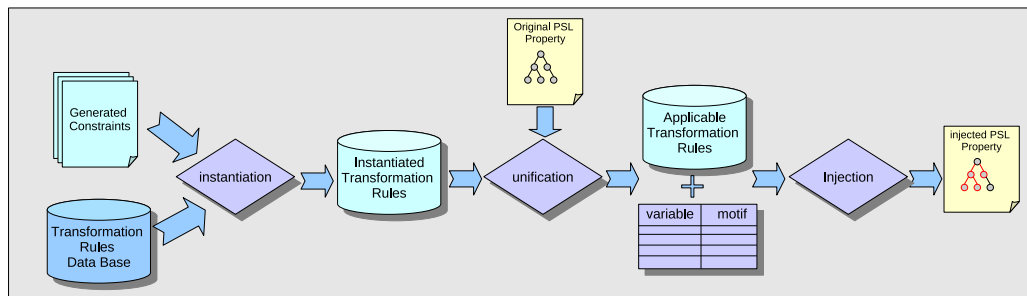 Original PSL
Property
Generated
Constraints
Transformation
Rules
Data Base
instantiation
Instantiated
Transformation
Rules
unification
Applicable
Transformation
Rules
variable motif
Injection
injected PSL
Property